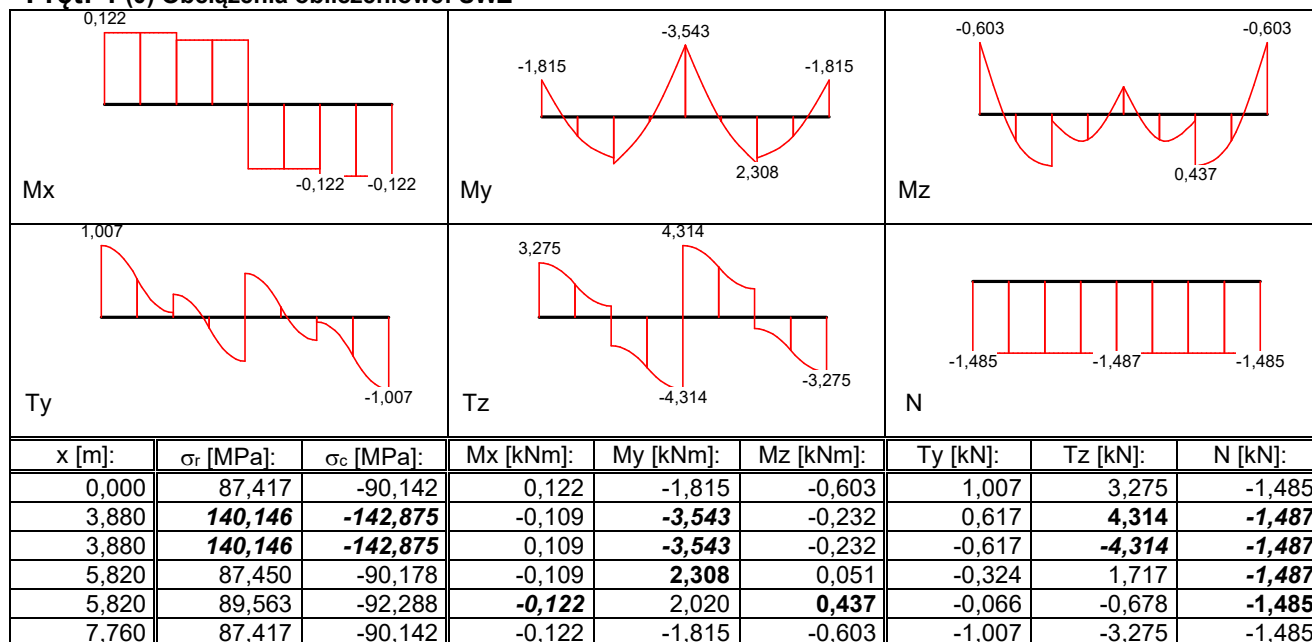 Pręt: 1 (J) Obciążenia obliczeniowe: CWZ
0,122
-0,122 -0,122
Mx
-1,815 -3,543 -1,815
2,308
My
-0,603 -0,603
0,437
Mz
1,007
-1,007
Ty
3,275 4,314
-4,314 -3,275
Tz
-1,485 -1,487 -1,485
N
x [m]: σr [MPa]: σc [MPa]: Mx [kNm]: My [kNm]: Mz [kNm]: Ty [kN]: Tz [kN]: N [kN]:
0,000 87,417 -90,142 0,122 -1,815 -0,603 1,007 3,275 -1,485
3,880 140,146 -142,875 -0,109 -3,543 -0,232 0,617 4,314 -1,487
3,880 140,146 -142,875 0,109 -3,543 -0,232 -0,617 -4,314 -1,487
5,820 87,450 -90,178 -0,109 2,308 0,051 -0,324 1,717 -1,487
5,820 89,563 -92,288 -0,122 2,020 0,437 -0,066 -0,678 -1,485
7,760 87,417 -90,142 -0,122 -1,815 -0,603 -1,007 -3,275 -1,485